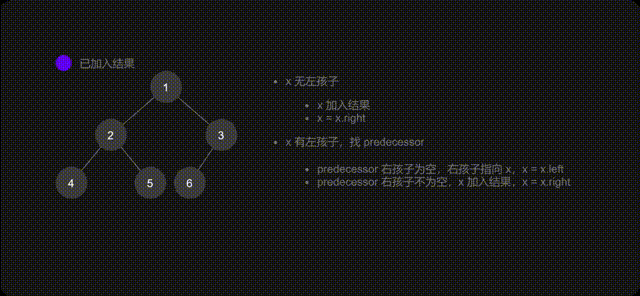 已加入结果
1
2
3
4
5
6
x 无左孩子
x 加入结果
x = x.right
x 有左孩子，找 predecessor
predecessor 右孩子为空，右孩子指向 x，x = x.left
predecessor 右孩子不为空，x 加入结果，x = x.right